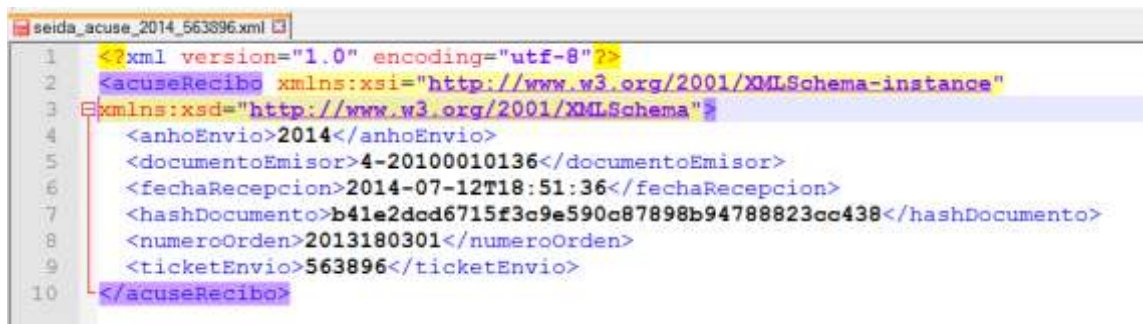 seida_acuse_2014_563896.xml
1 <?xml version="1.0" encoding="utf-8"?>
2 <acuseRecibo xmlns:xsi="http://www.w3.org/2001/XMLSchema-instance"
3 xmlns:xsd="http://www.w3.org/2001/XMLSchema">
4 <anhoEnvio>2014</anhoEnvio>
5 <documentoEmisor>4-20100010136</documentoEmisor>
6 <fechaRecepcion>2014-07-12T18:51:36</fechaRecepcion>
7 <hashDocumento>b41e2dcd6715f3c9e590c87898b94788823cc438</hashDocumento>
8 <numeroOrden>2013180301</numeroOrden>
9 <ticketEnvio>563896</ticketEnvio>
10 </acuseRecibo>